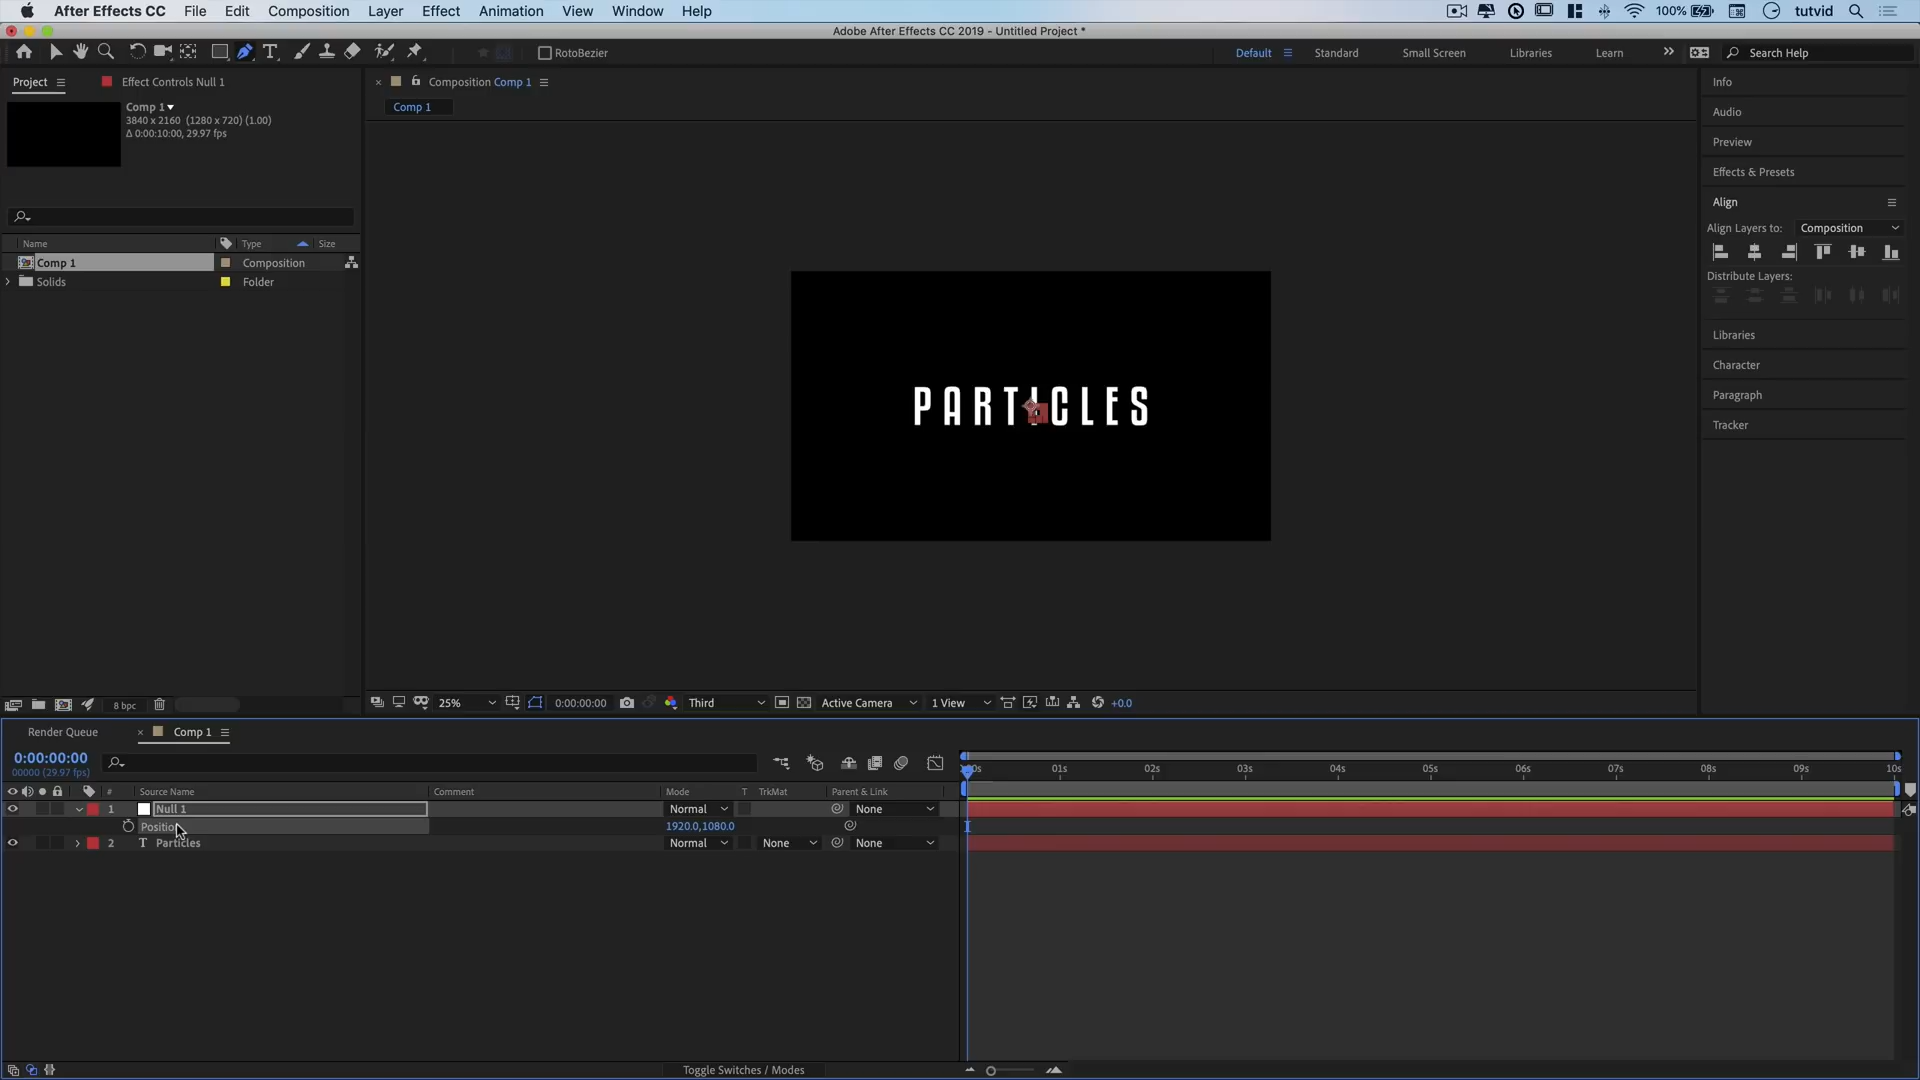 After Effects CC File Edit Composition Layer Effect Animation View Window Help 100% tutvid
Adobe After Effects CC 2019 - Untitled Project *
RotoBezier Default Standard Small Screen Libraries Learn Search Help
Project Effect Controls Null 1 Composition Comp 1 Info
Comp 1 Comp 1
3840 x 2160 (1280 x 720) (1.00)
Δ 0:00:10:00, 29.97 fps
Audio
Preview
Effects & Presets
Align
Align Layers to: Composition
Name Type Size
Comp 1 Composition
Distribute Layers:
Solids Folder
Libraries
Character
Paragraph
Tracker
PARTICLES
8 bpc 25% 0:00:00:00 Third Active Camera 1 View +0.0
Render Queue Comp 1
0:00:00:00
00000 (29.97 fps)
01s 02s 03s 04s 05s 06s 07s 08s 09s 10s
# Source Name Comment Mode T TrkMat Parent & Link
1 Null 1 Normal None
Position 1920.0,1080.0
2 T Particles Normal None None
Toggle Switches / Modes